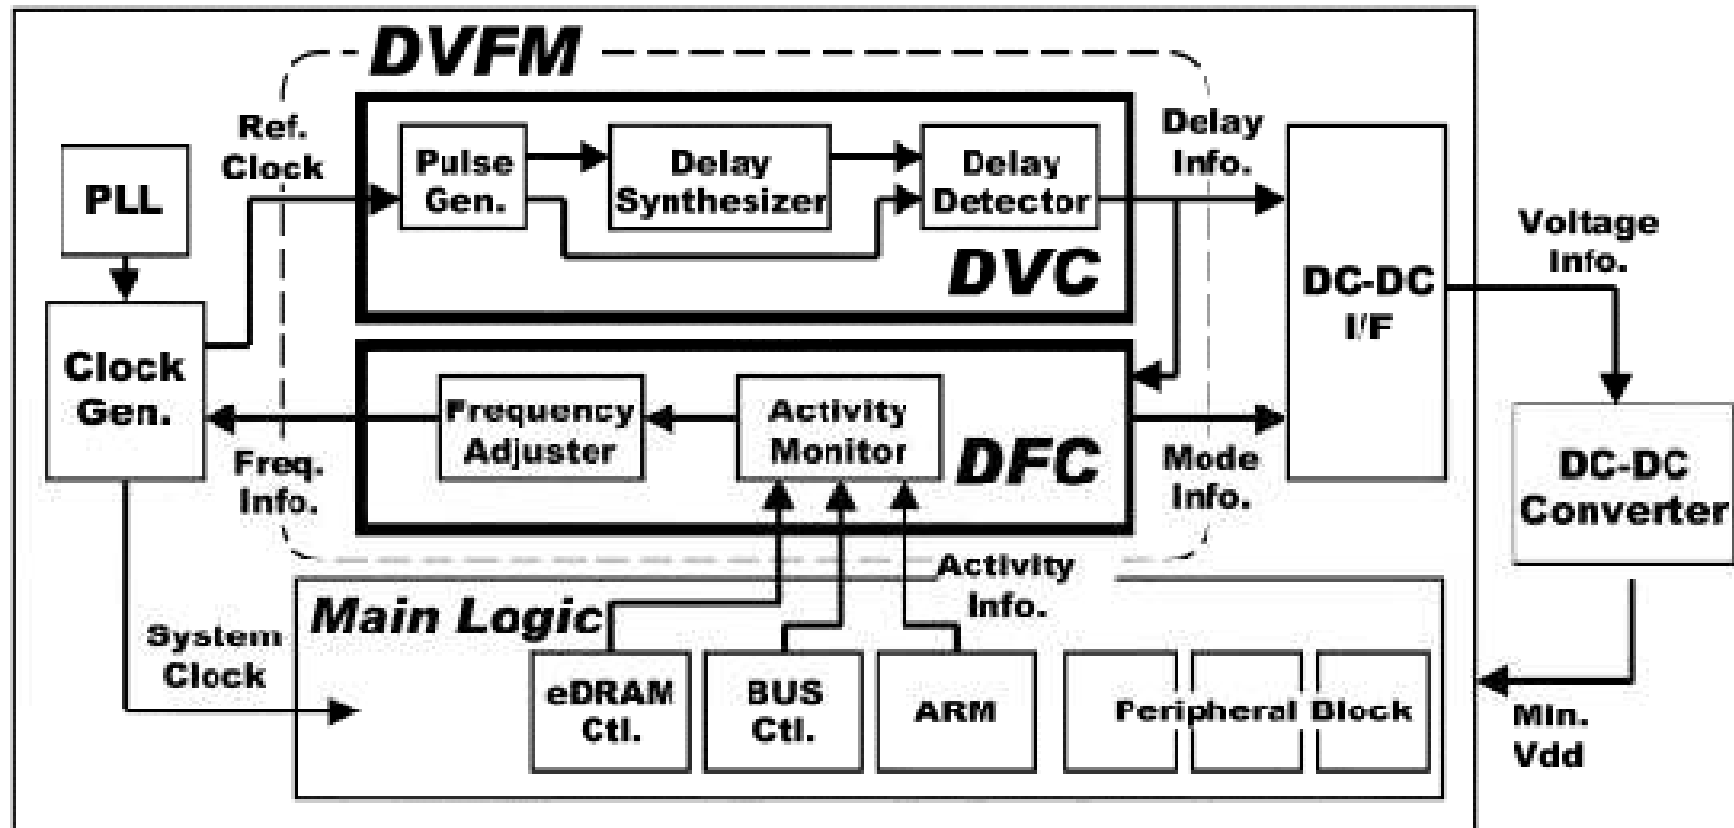 DVFM
Ref.
Clock
PLL
Pulse
Gen.
Delay
Synthesizer
Delay
Detector
DVC
Delay
Info.
DC-DC
I/F
Voltage
Info.
Clock
Gen.
Freq.
Info.
Frequency
Adjuster
Activity
Monitor
DFC
Mode
Info.
DC-DC
Converter
Activity
Info.
Main Logic
System
Clock
eDRAM
Ctl.
BUS
Ctl.
ARM
Peripheral Block
Min.
Vdd